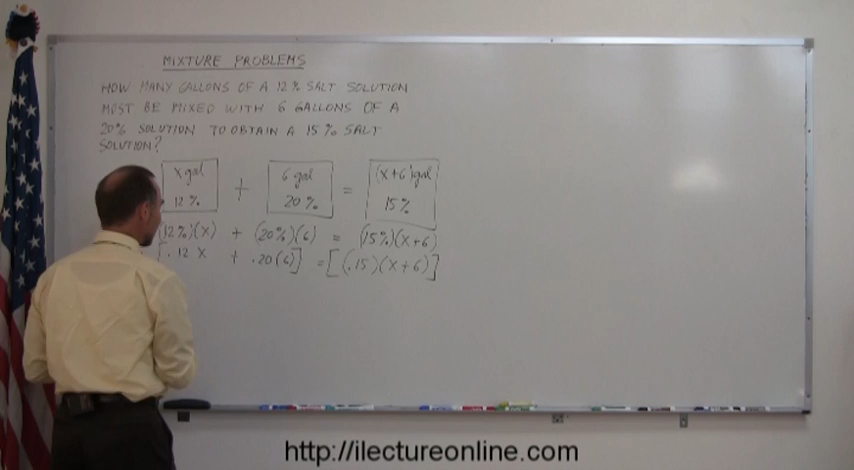 MIXTURE PROBLEMS
HOW MANY GALLONS OF A 12% SALT SOLUTION
MUST BE MIXED WITH 6 GALLONS OF A
20% SOLUTION TO OBTAIN A 15% SALT
SOLUTION?
x gal + 6 gal = (x+6) gal
12% 20% 15%
(12%)(x) + (20%)(6) = (15%)(x+6)
[.12 x + .20(6)] = [(.15)(x+6)]
http://ilectureonline.com